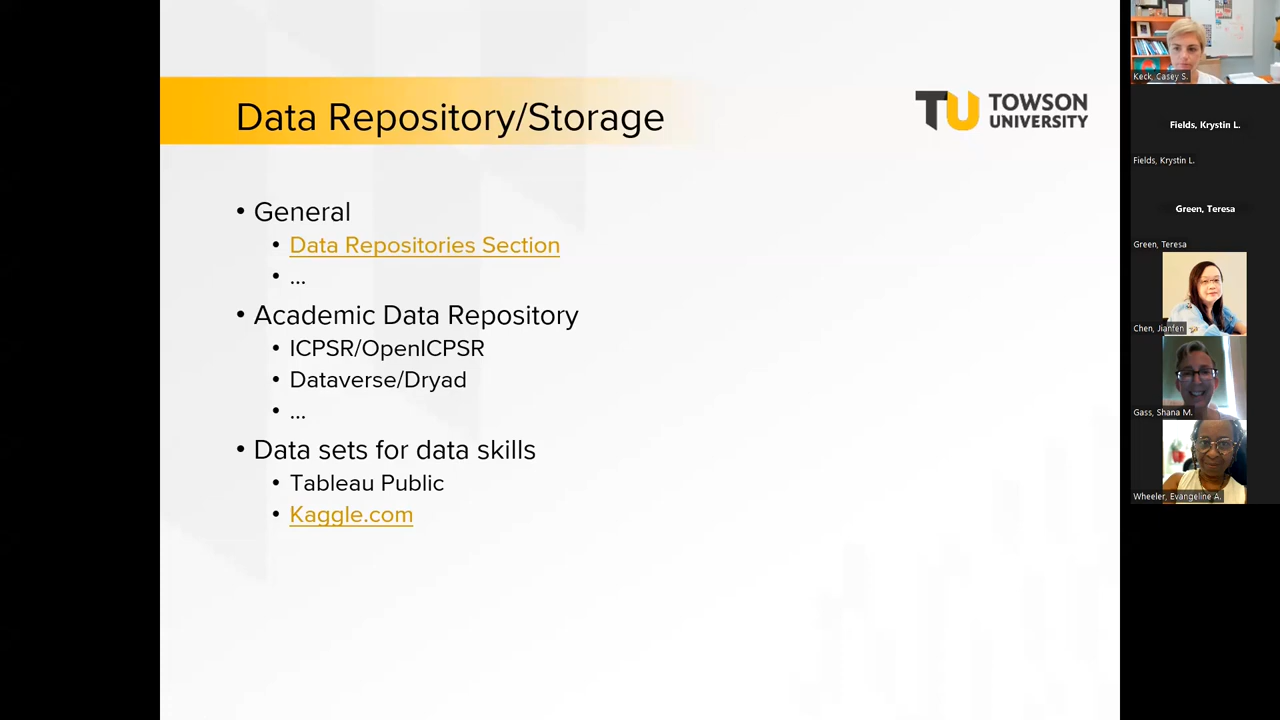 Data Repository/Storage
TU TOWSON
UNIVERSITY
• General
• Data Repositories Section
• ...
• Academic Data Repository
• ICPSR/OpenICPSR
• Dataverse/Dryad
• ...
• Data sets for data skills
• Tableau Public
• Kaggle.com
Keck, Casey S.
Fields, Krystin L.
Fields, Krystin L.
Green, Teresa
Green, Teresa
Chen, Jianfen
Gass, Shana M.
Wheeler, Evangeline A.